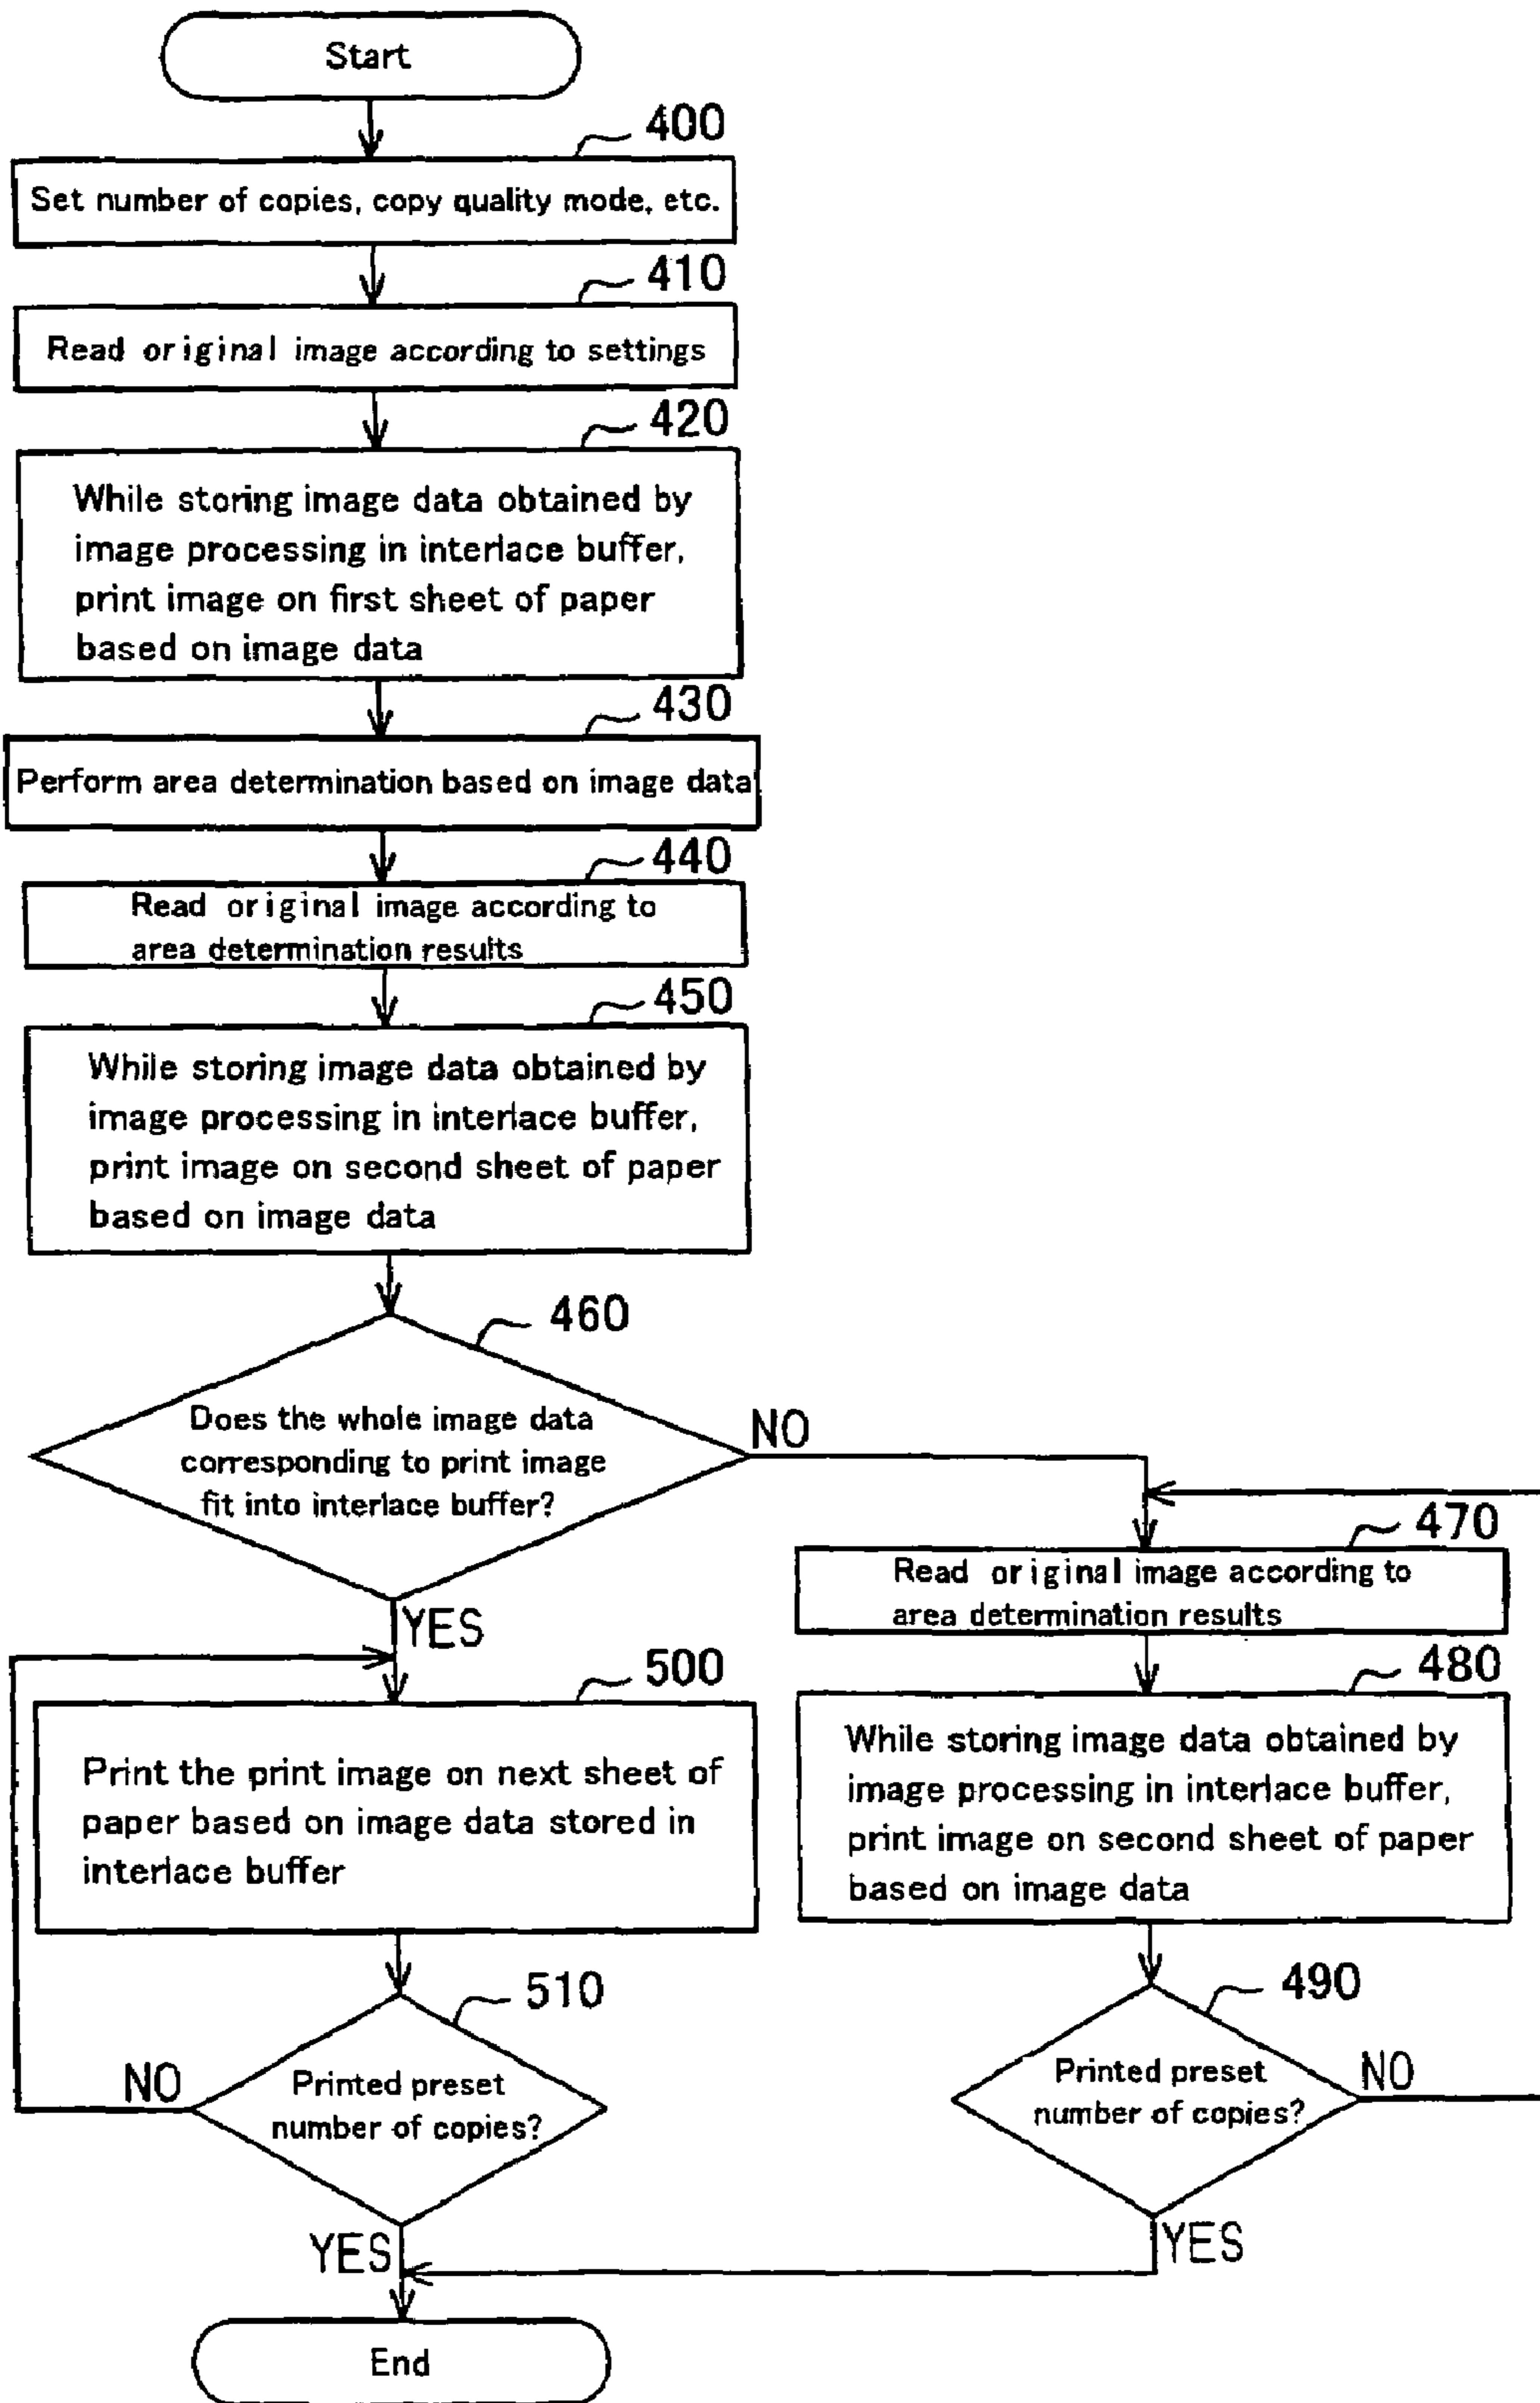 Start
400
Set number of copies, copy quality mode, etc.
410
Read original image according to settings
420
While storing image data obtained by
image processing in interlace buffer,
print image on first sheet of paper
based on image data
430
Perform area determination based on image data
440
Read original image according to
area determination results
450
While storing image data obtained by
image processing in interlace buffer,
print image on second sheet of paper
based on image data
460
Does the whole image data
corresponding to print image
fit into interlace buffer?
NO
YES
470
Read original image according to
area determination results
480
While storing image data obtained by
image processing in interlace buffer,
print image on second sheet of paper
based on image data
490
Printed preset
number of copies?
NO
YES
500
Print the print image on next sheet of
paper based on image data stored in
interlace buffer
510
Printed preset
number of copies?
NO
YES
End